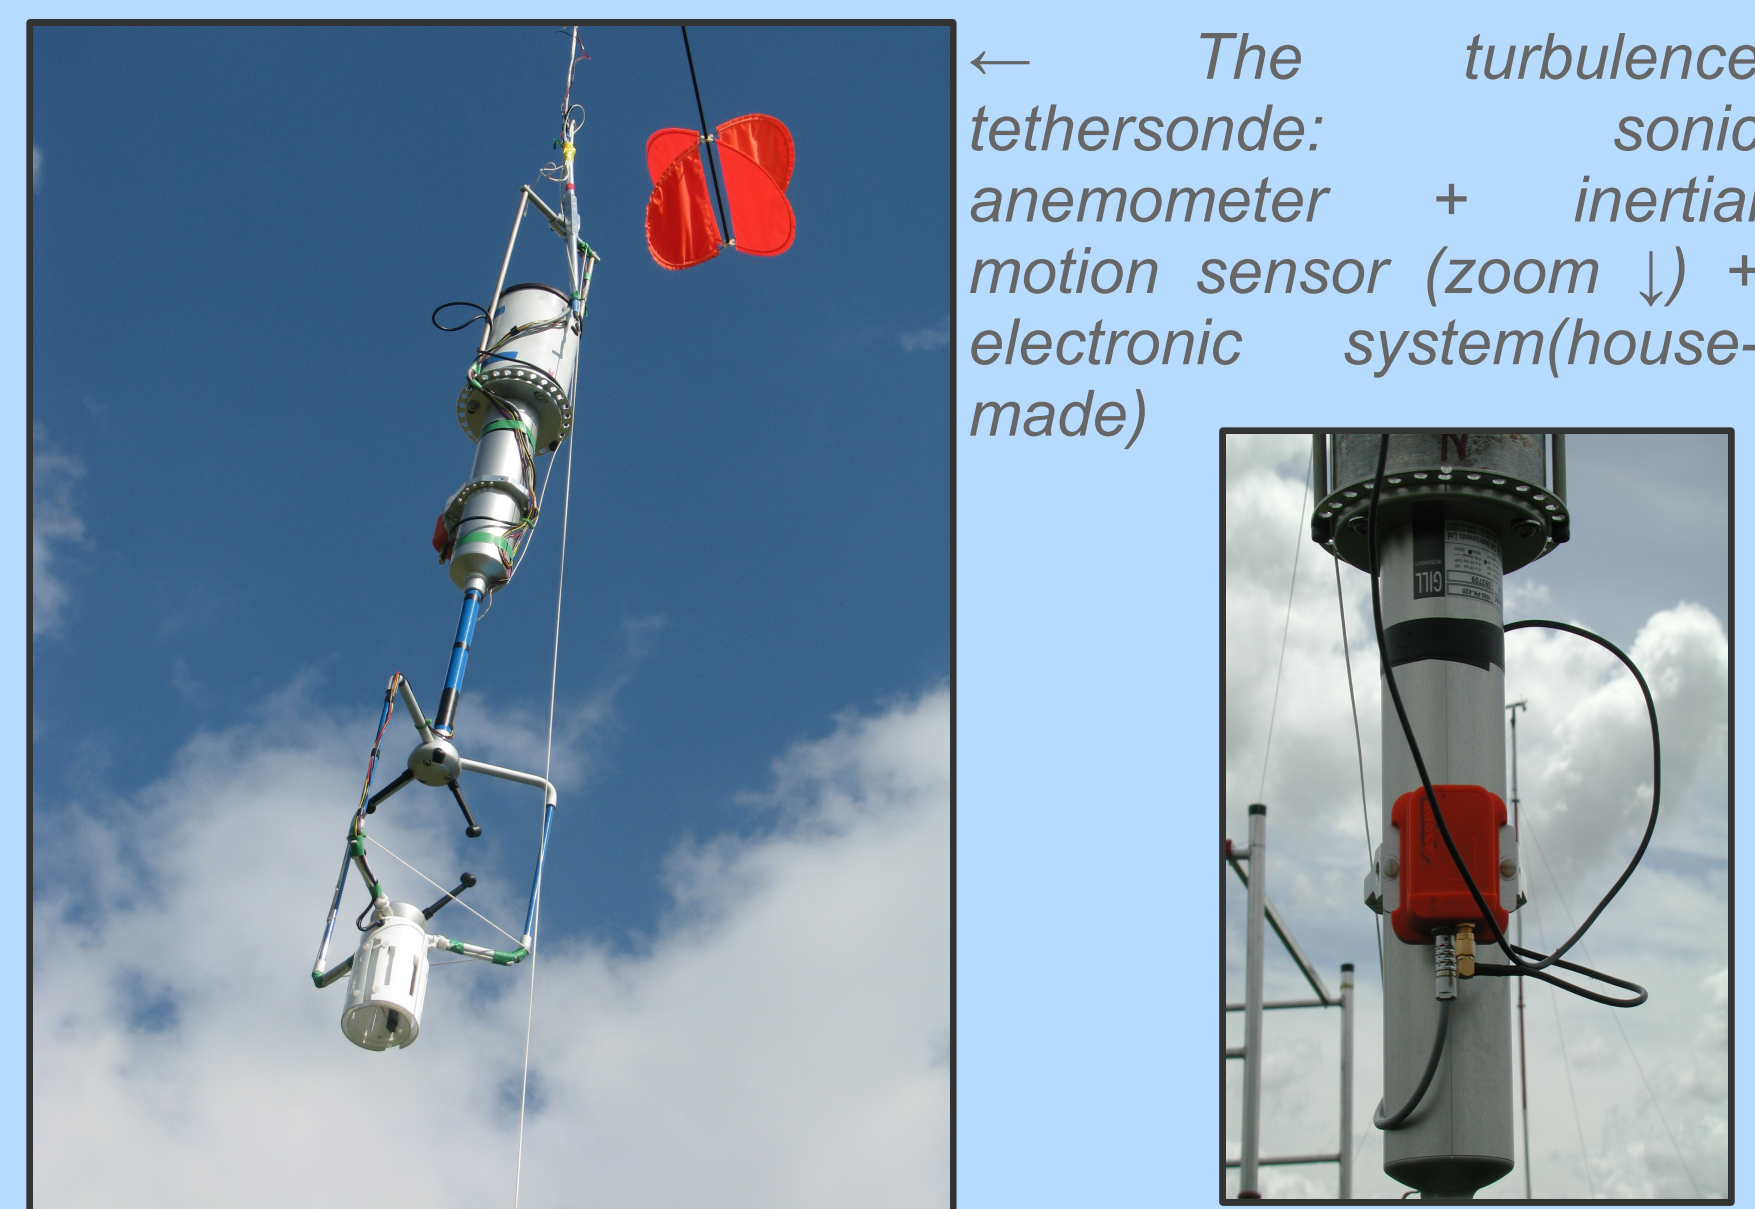 ← The turbulence
tethersonde: sonic
anemometer + inertial
motion sensor (zoom ↓) +
electronic system(house-
made)
N
GILL